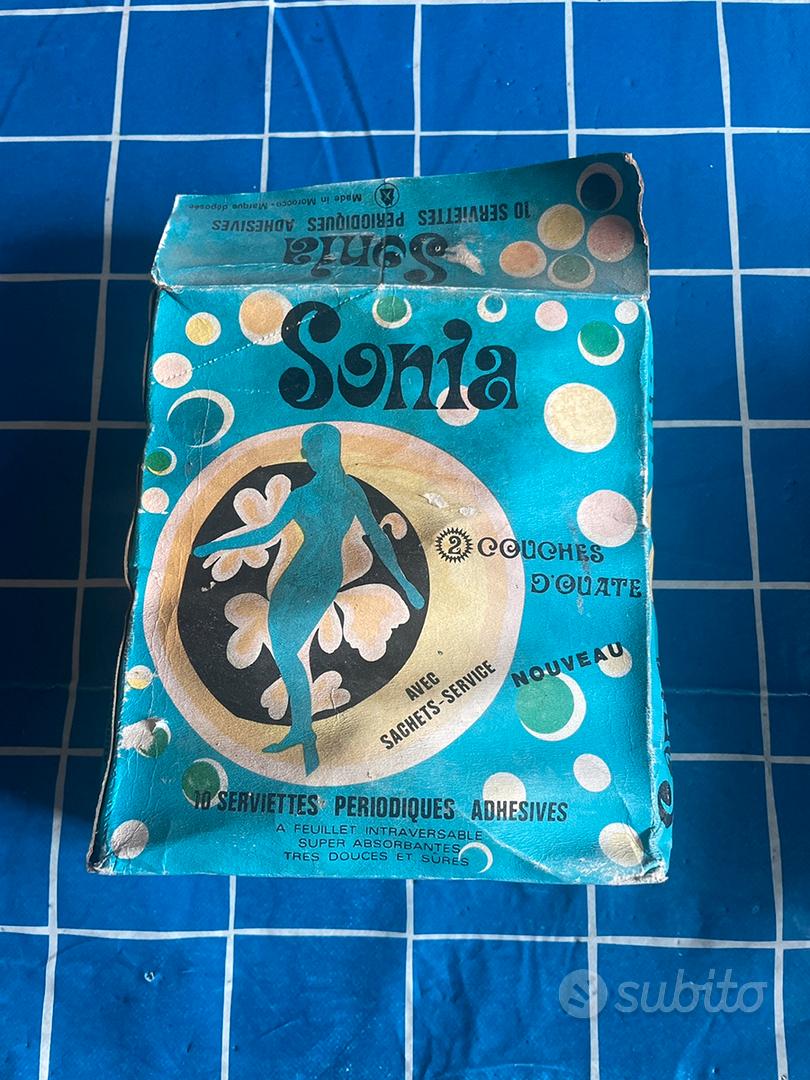 Made in Morocco - Marque déposée
10 SERVIETTES PERIODIQUES ADHESIVES
Sonia
Sonia
2 COUCHES
D'OUATE
AVEC
SACHETS-SERVICE
NOUVEAU
10 SERVIETTES PERIODIQUES ADHESIVES
A FEUILLET INTRAVERSABLE
SUPER ABSORBANTES
TRES DOUCES ET SÛRES
subito